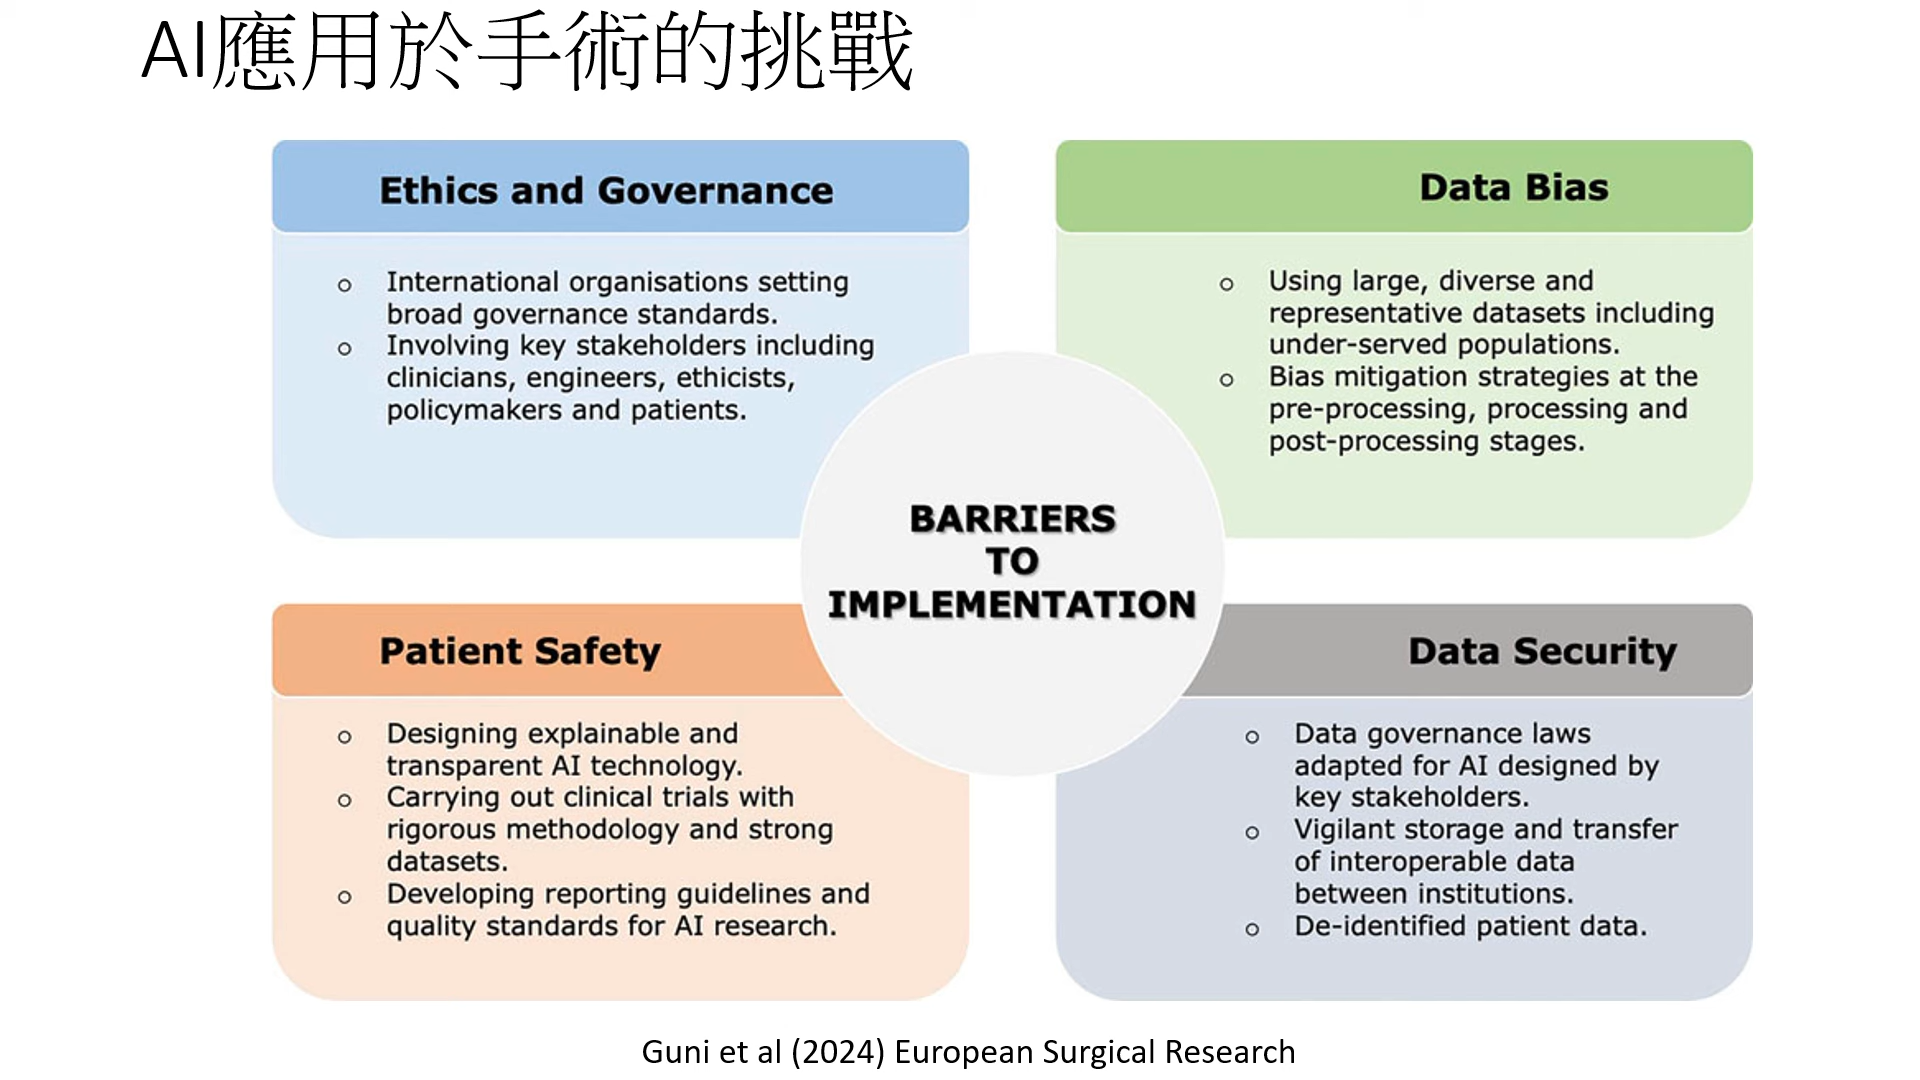 AI應用於手術的挑戰
Ethics and Governance
o International organisations setting
broad governance standards.
o Involving key stakeholders including
clinicians, engineers, ethicists,
policymakers and patients.
Data Bias
o Using large, diverse and
representative datasets including
under-served populations.
o Bias mitigation strategies at the
pre-processing, processing and
post-processing stages.
BARRIERS
TO
IMPLEMENTATION
Patient Safety
o Designing explainable and
transparent AI technology.
o Carrying out clinical trials with
rigorous methodology and strong
datasets.
o Developing reporting guidelines and
quality standards for AI research.
Data Security
o Data governance laws
adapted for AI designed by
key stakeholders.
o Vigilant storage and transfer
of interoperable data
between institutions.
o De-identified patient data.
Guni et al (2024) European Surgical Research